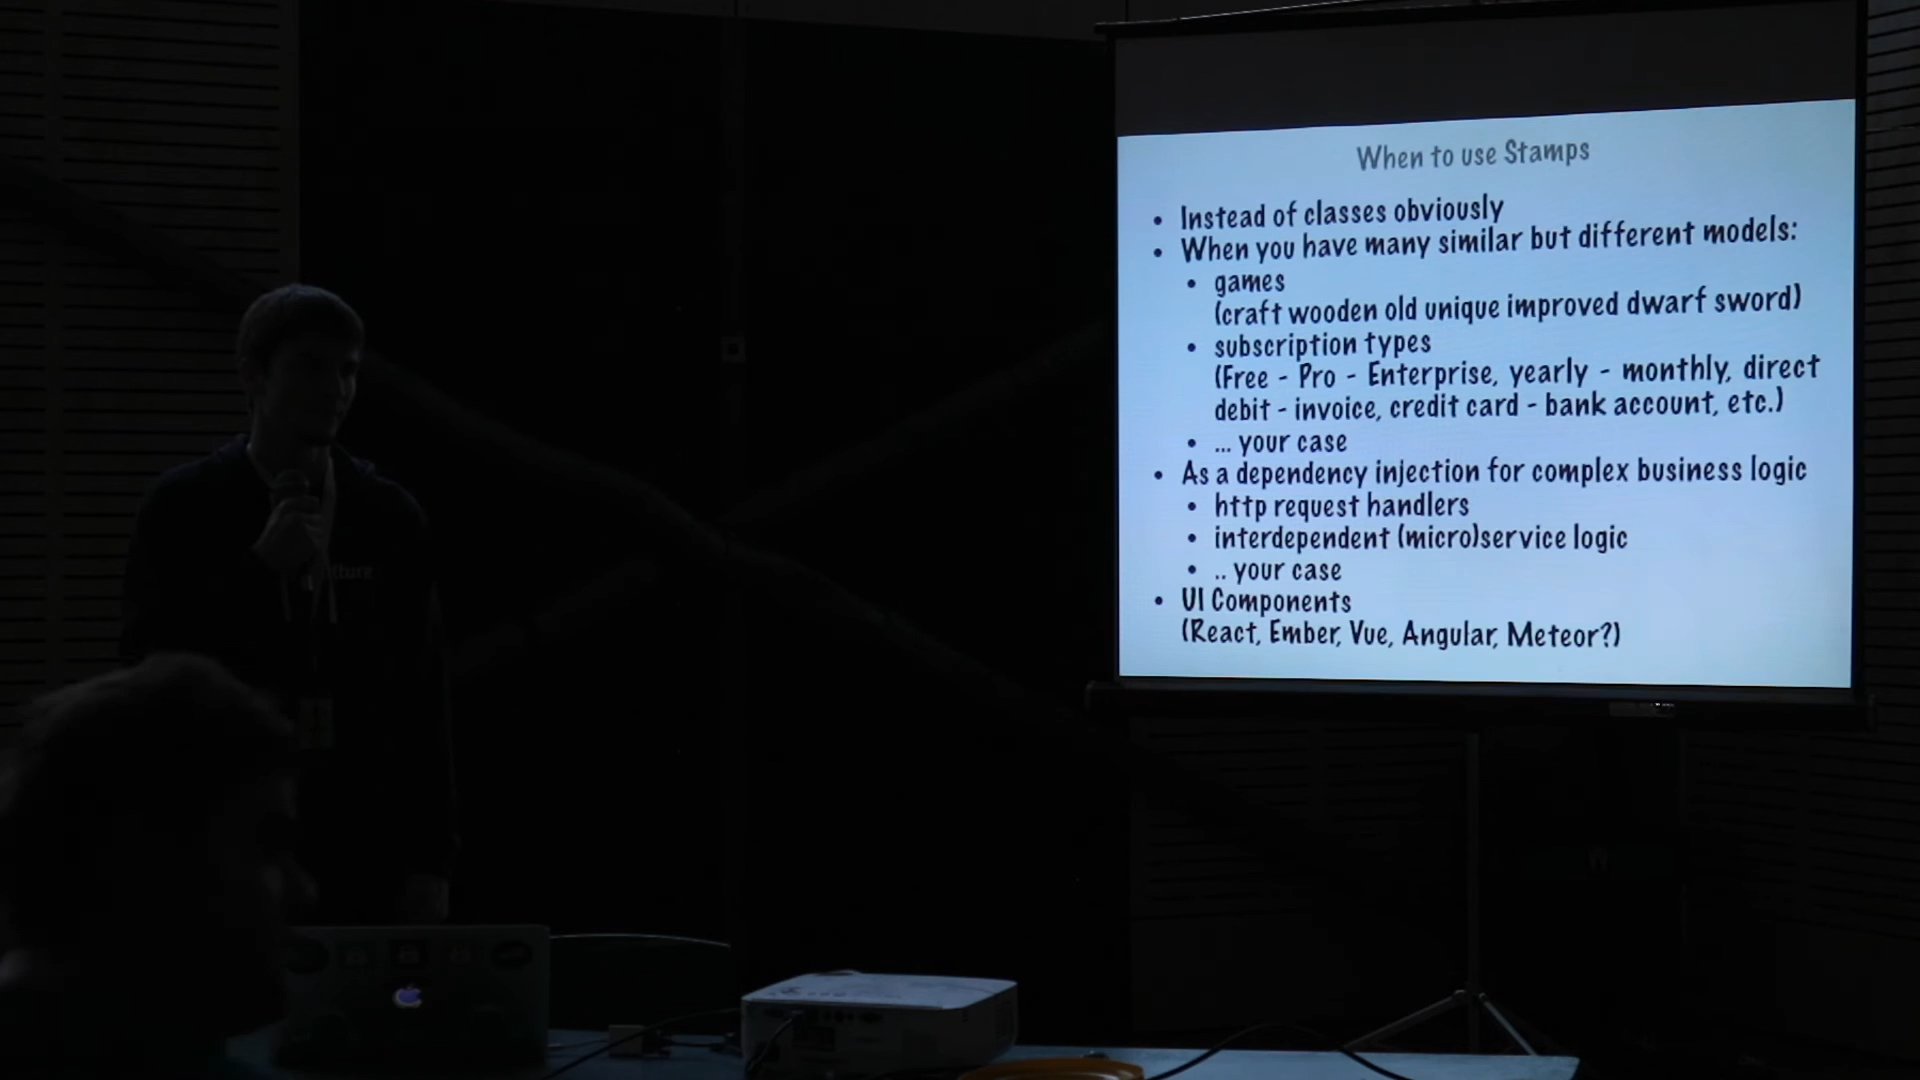 When to use Stamps
• Instead of classes obviously
• When you have many similar but different models:
• games
(craft wooden old unique improved dwarf sword)
• subscription types
(Free - Pro - Enterprise, yearly - monthly, direct
debit - invoice, credit card - bank account, etc.)
• ... your case
• As a dependency injection for complex business logic
• http request handlers
• interdependent (micro)service logic
• .. your case
• UI Components
(React, Ember, Vue, Angular, Meteor?)